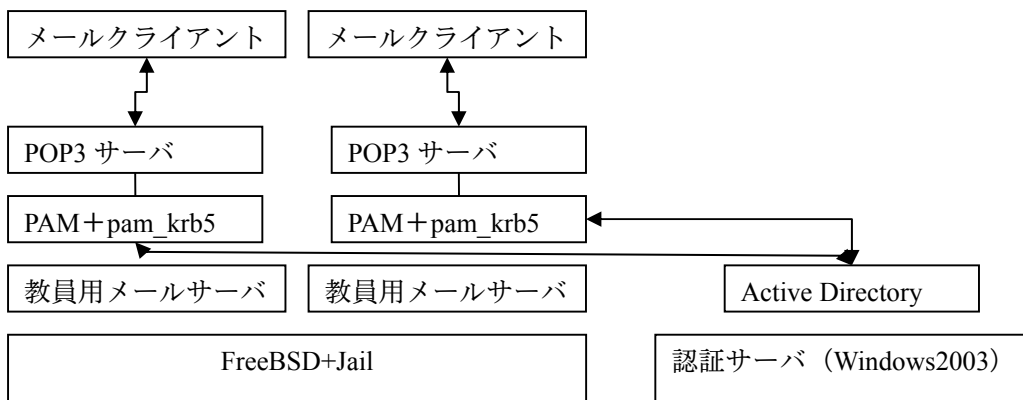 メールクライアント
メールクライアント
POP3 サーバ
POP3 サーバ
PAM＋pam_krb5
PAM＋pam_krb5
教員用メールサーバ
教員用メールサーバ
Active Directory
FreeBSD+Jail
認証サーバ（Windows2003）